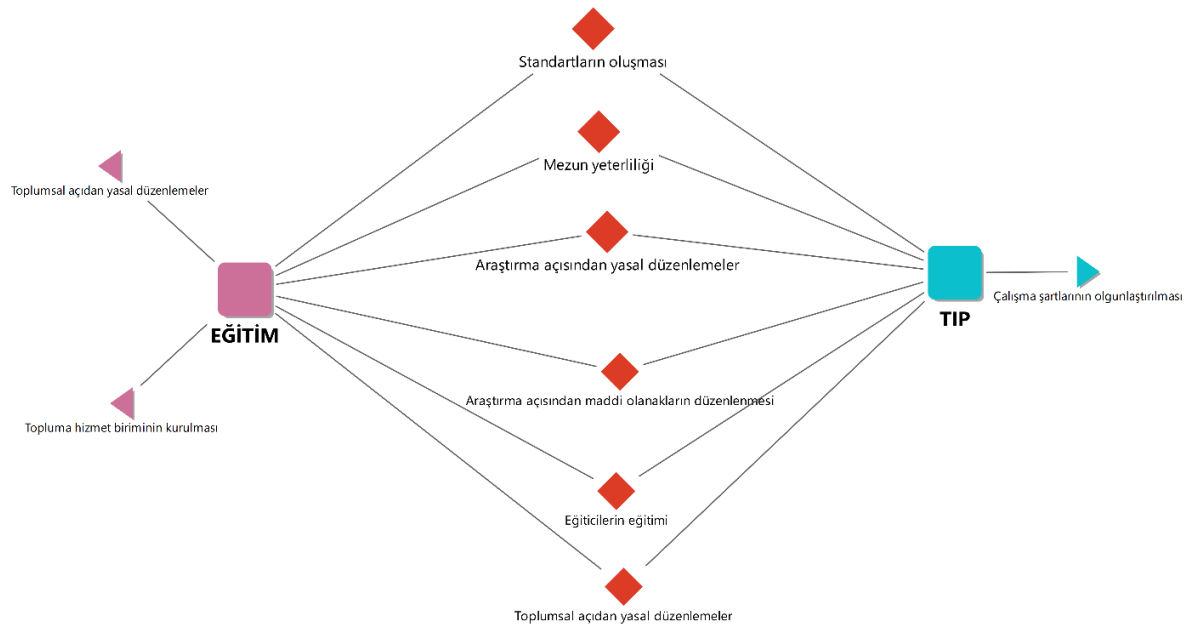 Standartların oluşması
Mezun yeterliliği
Toplumsal açıdan yasal düzenlemeler
Araştırma açısından yasal düzenlemeler
EĞİTİM
TIP
Çalışma şartlarının olgunlaştırılması
Araştırma açısından maddi olanakların düzenlenmesi
Topluma hizmet biriminin kurulması
Eğiticilerin eğitimi
Toplumsal açıdan yasal düzenlemeler